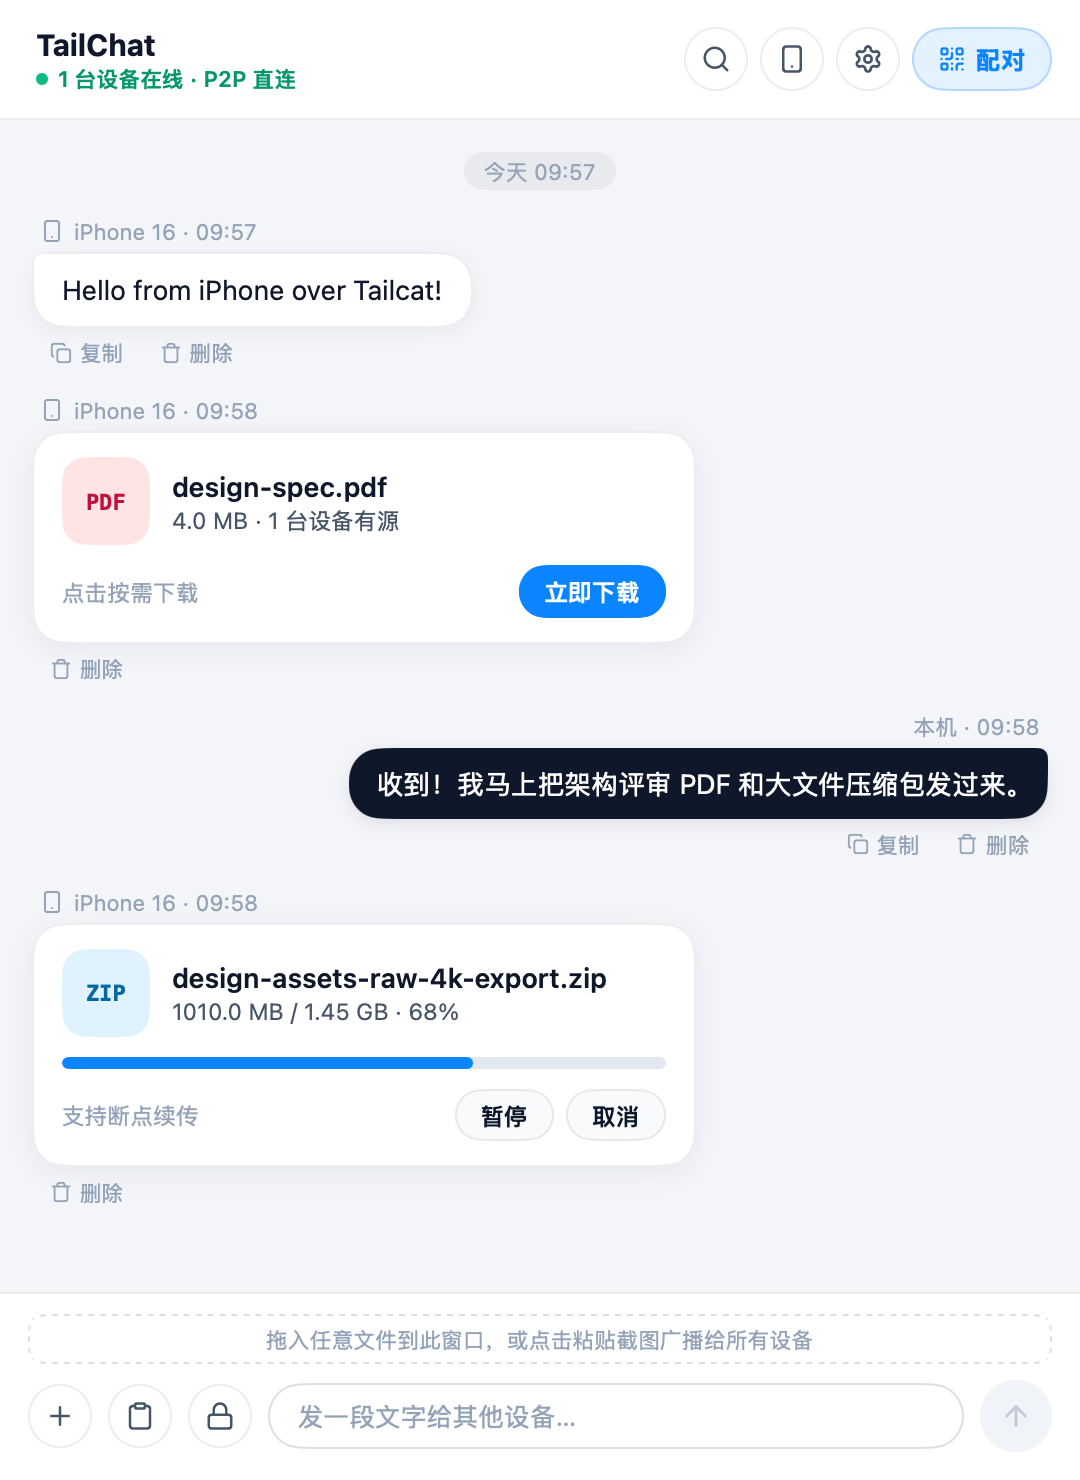 TailChat
1 台设备在线 · P2P 直连
配对
今天 09:57
iPhone 16 · 09:57
Hello from iPhone over Tailcat!
复制 删除
iPhone 16 · 09:58
PDF
design-spec.pdf
4.0 MB · 1 台设备有源
点击按需下载
立即下载
删除
本机 · 09:58
收到！我马上把架构评审 PDF 和大文件压缩包发过来。
复制 删除
iPhone 16 · 09:58
ZIP
design-assets-raw-4k-export.zip
1010.0 MB / 1.45 GB · 68%
支持断点续传
暂停 取消
删除
拖入任意文件到此窗口，或点击粘贴截图广播给所有设备
发一段文字给其他设备...